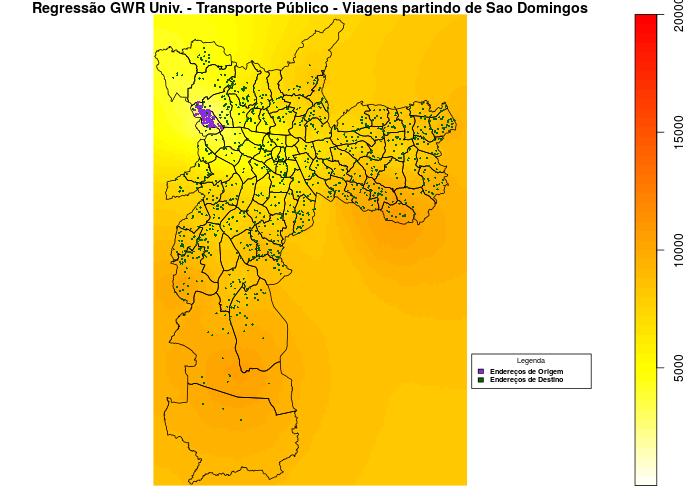 Regressão GWR Univ. - Transporte Público - Viagens partindo de Sao Domingos
20000
15000
10000
5000
Legenda
Endereços de Origem
Endereços de Destino